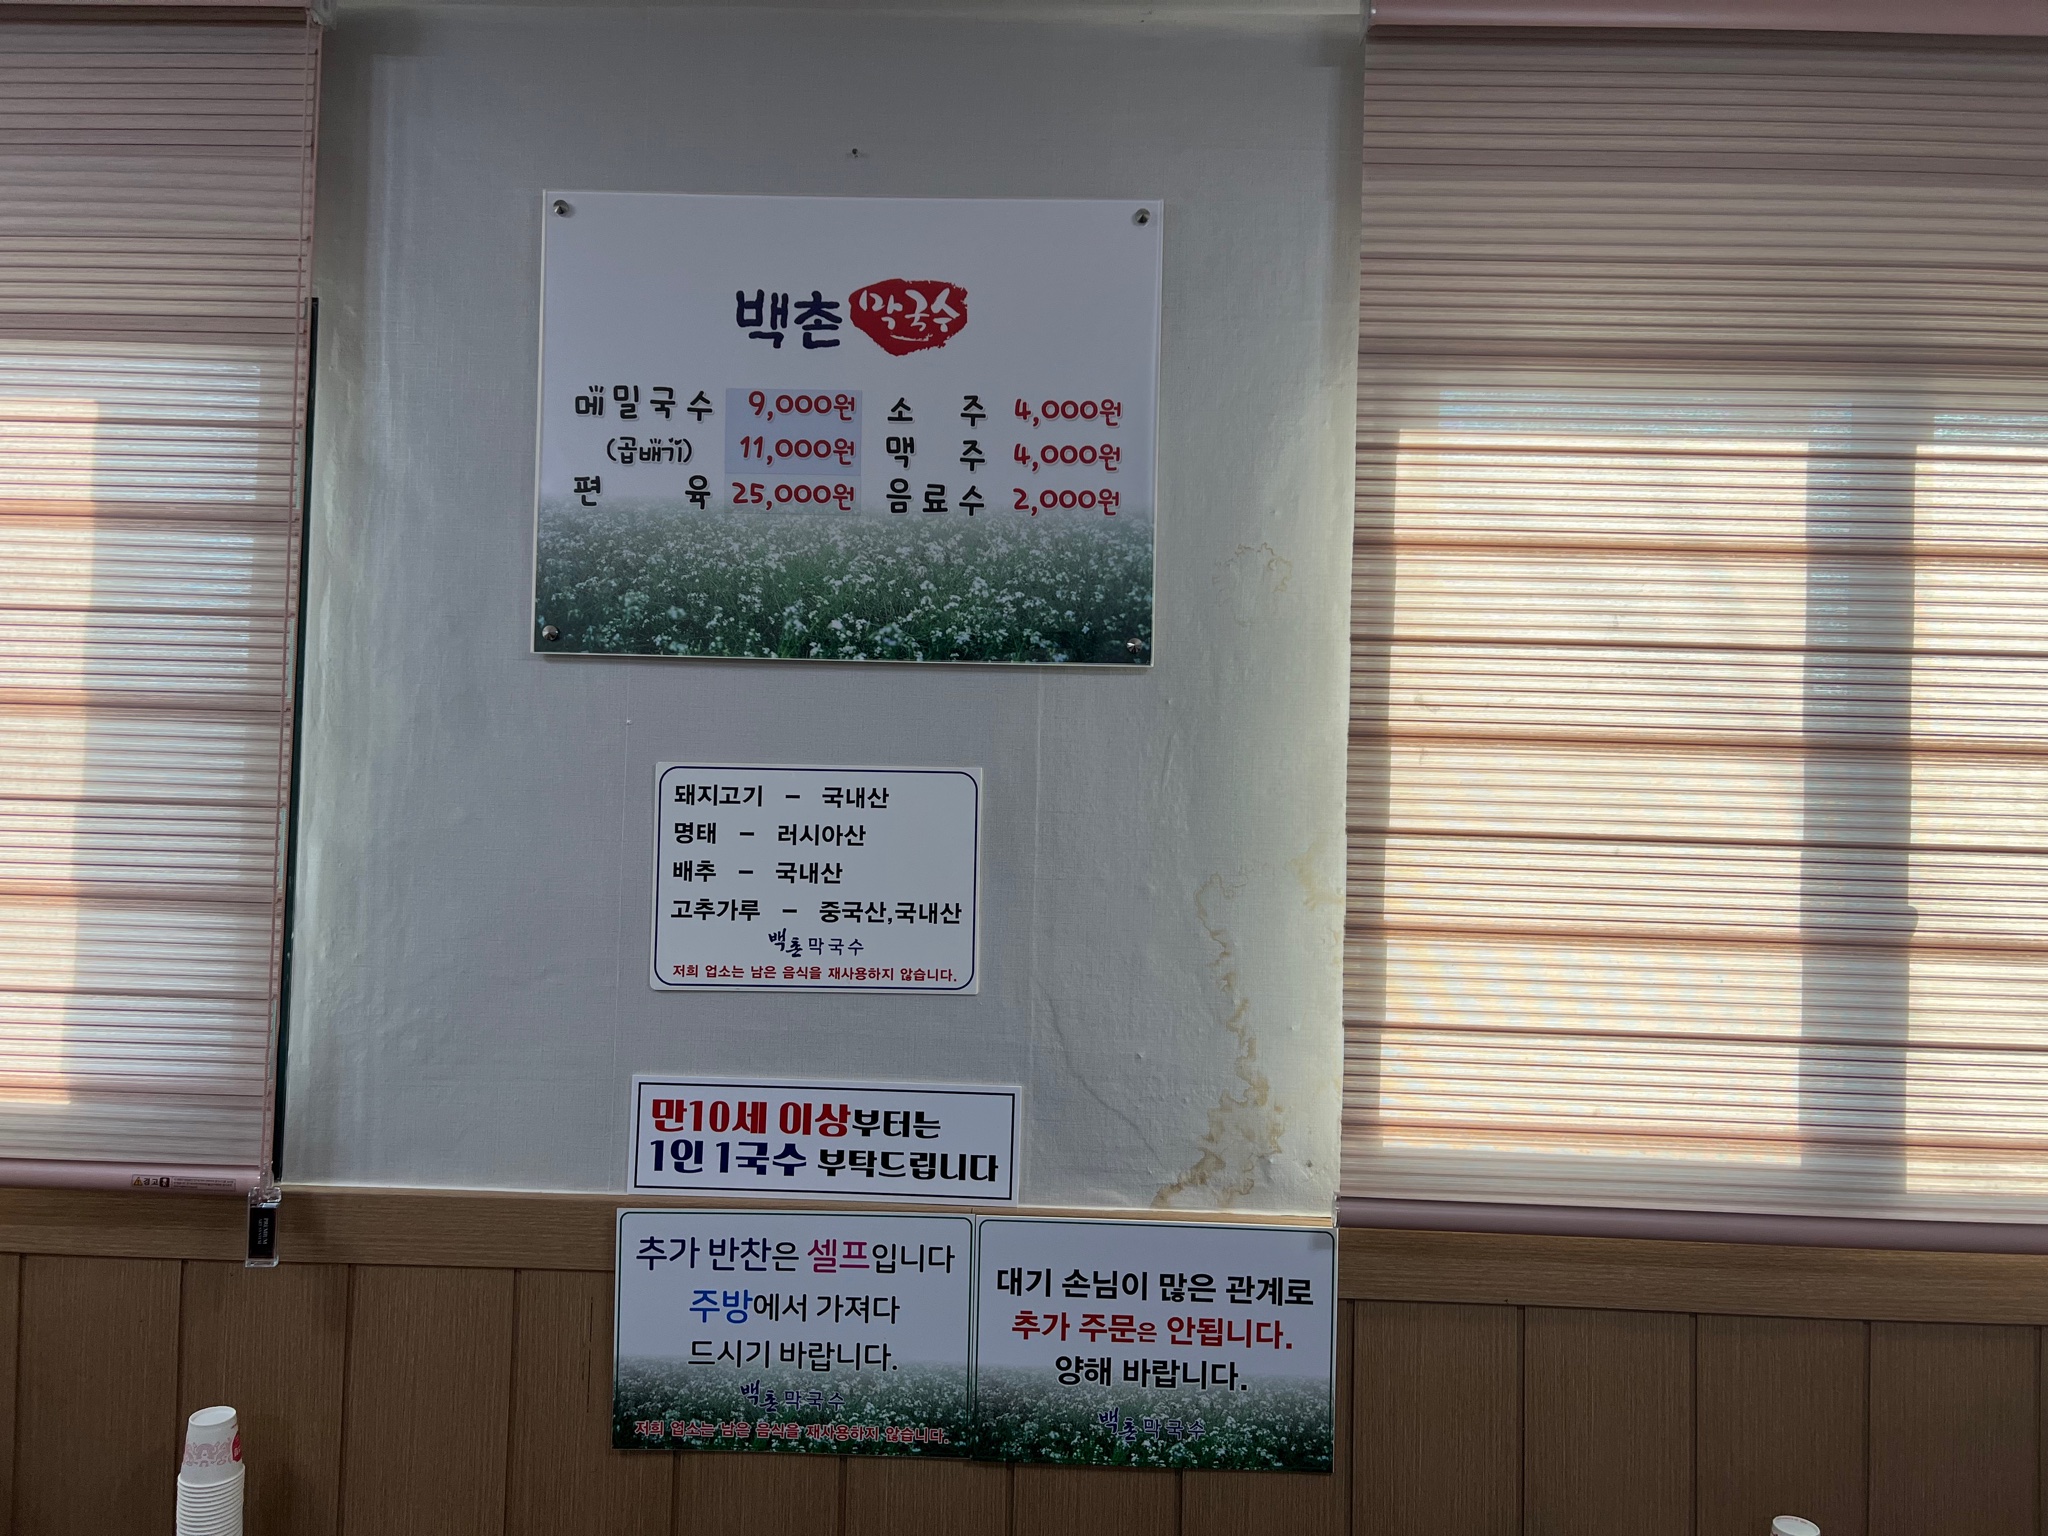 백촌 막국수
메밀국수 9,000원 소주 4,000원
(곱배기) 11,000원 맥주 4,000원
편육 25,000원 음료수 2,000원
돼지고기 - 국내산
명태 - 러시아산
배추 - 국내산
고추가루 - 중국산,국내산
백촌막국수
저희 업소는 남은 음식을 재사용하지 않습니다.
만10세 이상부터는
1인 1국수 부탁드립니다
추가 반찬은 셀프입니다
주방에서 가져다
드시기 바랍니다.
백촌막국수
저희 업소는 남은 음식을 재사용하지 않습니다.
대기 손님이 많은 관계로
추가 주문은 안됩니다.
양해 바랍니다.
백촌막국수
경고
PREMIUM